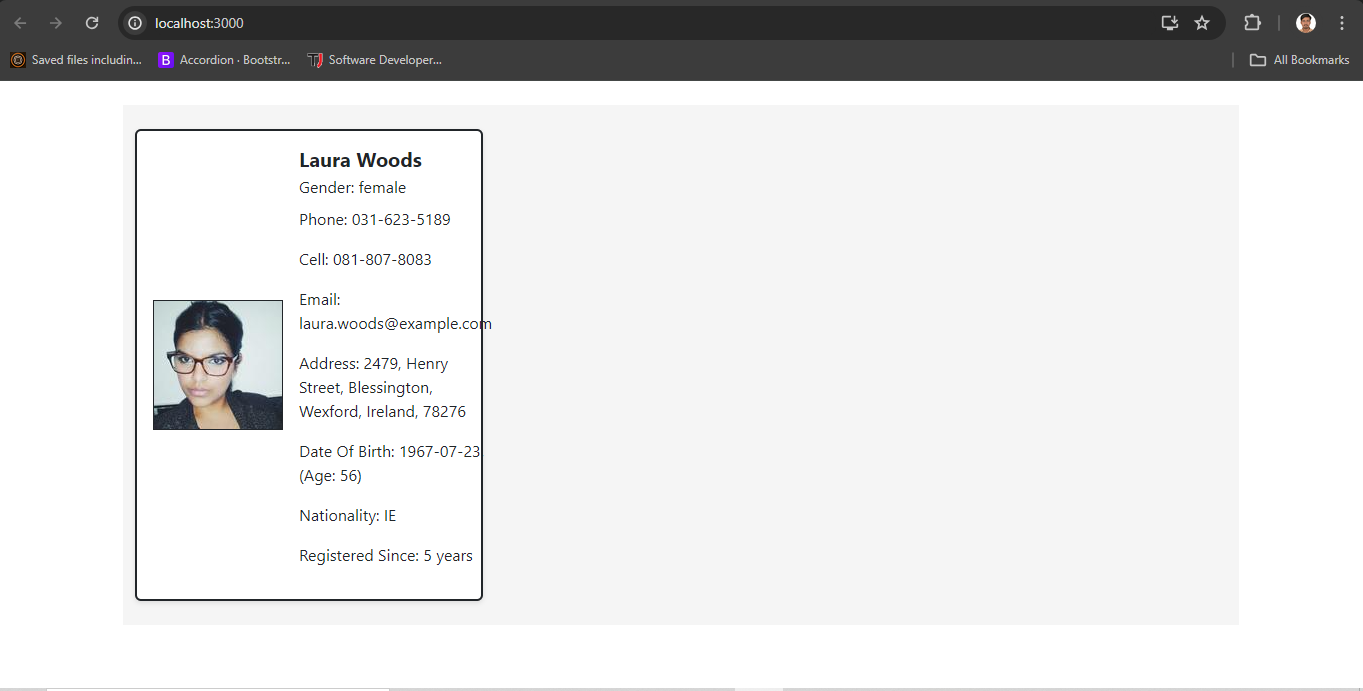 localhost:3000
Saved files includin...
B
Accordion · Bootstr...
TJ
Software Developer...
All Bookmarks
Laura Woods
Gender: female
Phone: 031-623-5189
Cell: 081-807-8083
Email:
laura.woods@example.com
Address: 2479, Henry
Street, Blessington,
Wexford, Ireland, 78276
Date Of Birth: 1967-07-23
(Age: 56)
Nationality: IE
Registered Since: 5 years